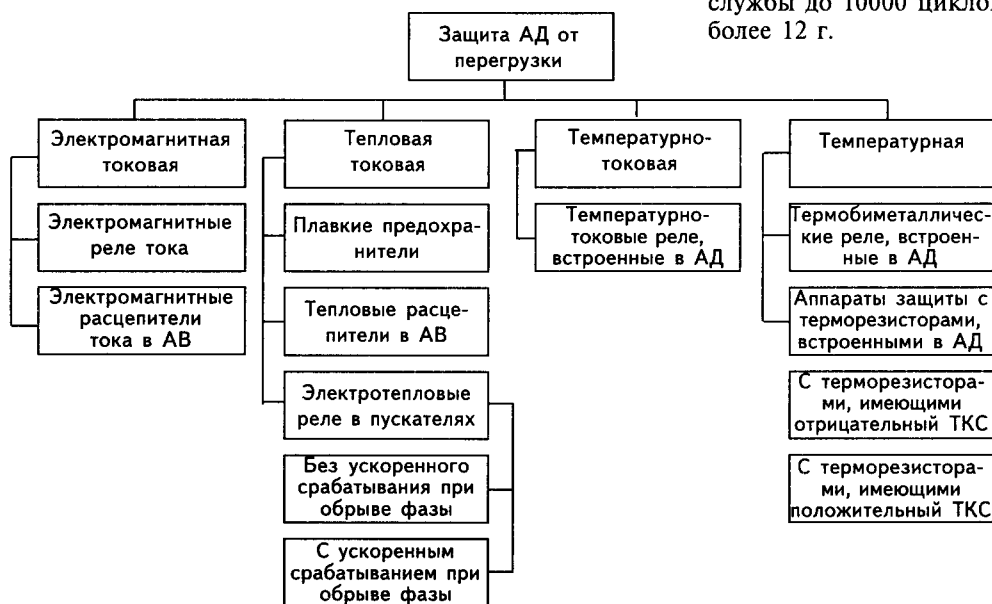 службы до 10000 циклов
более 12 г.
Защита АД от
перегрузки
Электромагнитная
токовая
Электромагнитные
реле тока
Электромагнитные
расцепители
тока в АВ
Тепловая
токовая
Плавкие предохра-
нители
Тепловые расце-
пители в АВ
Электротепловые
реле в пускателях
Без ускоренного
срабатывания при
обрыве фазы
С ускоренным
срабатыванием при
обрыве фазы
Температурно-
токовая
Температурно-
токовые реле,
встроенные в АД
Температурная
Термобиметалличес-
кие реле, встроен-
ные в АД
Аппараты защиты с
терморезисторами,
встроенными в АД
С терморезистора-
ми, имеющими
отрицательный ТКС
С терморезистора-
ми, имеющими
положительный ТКС